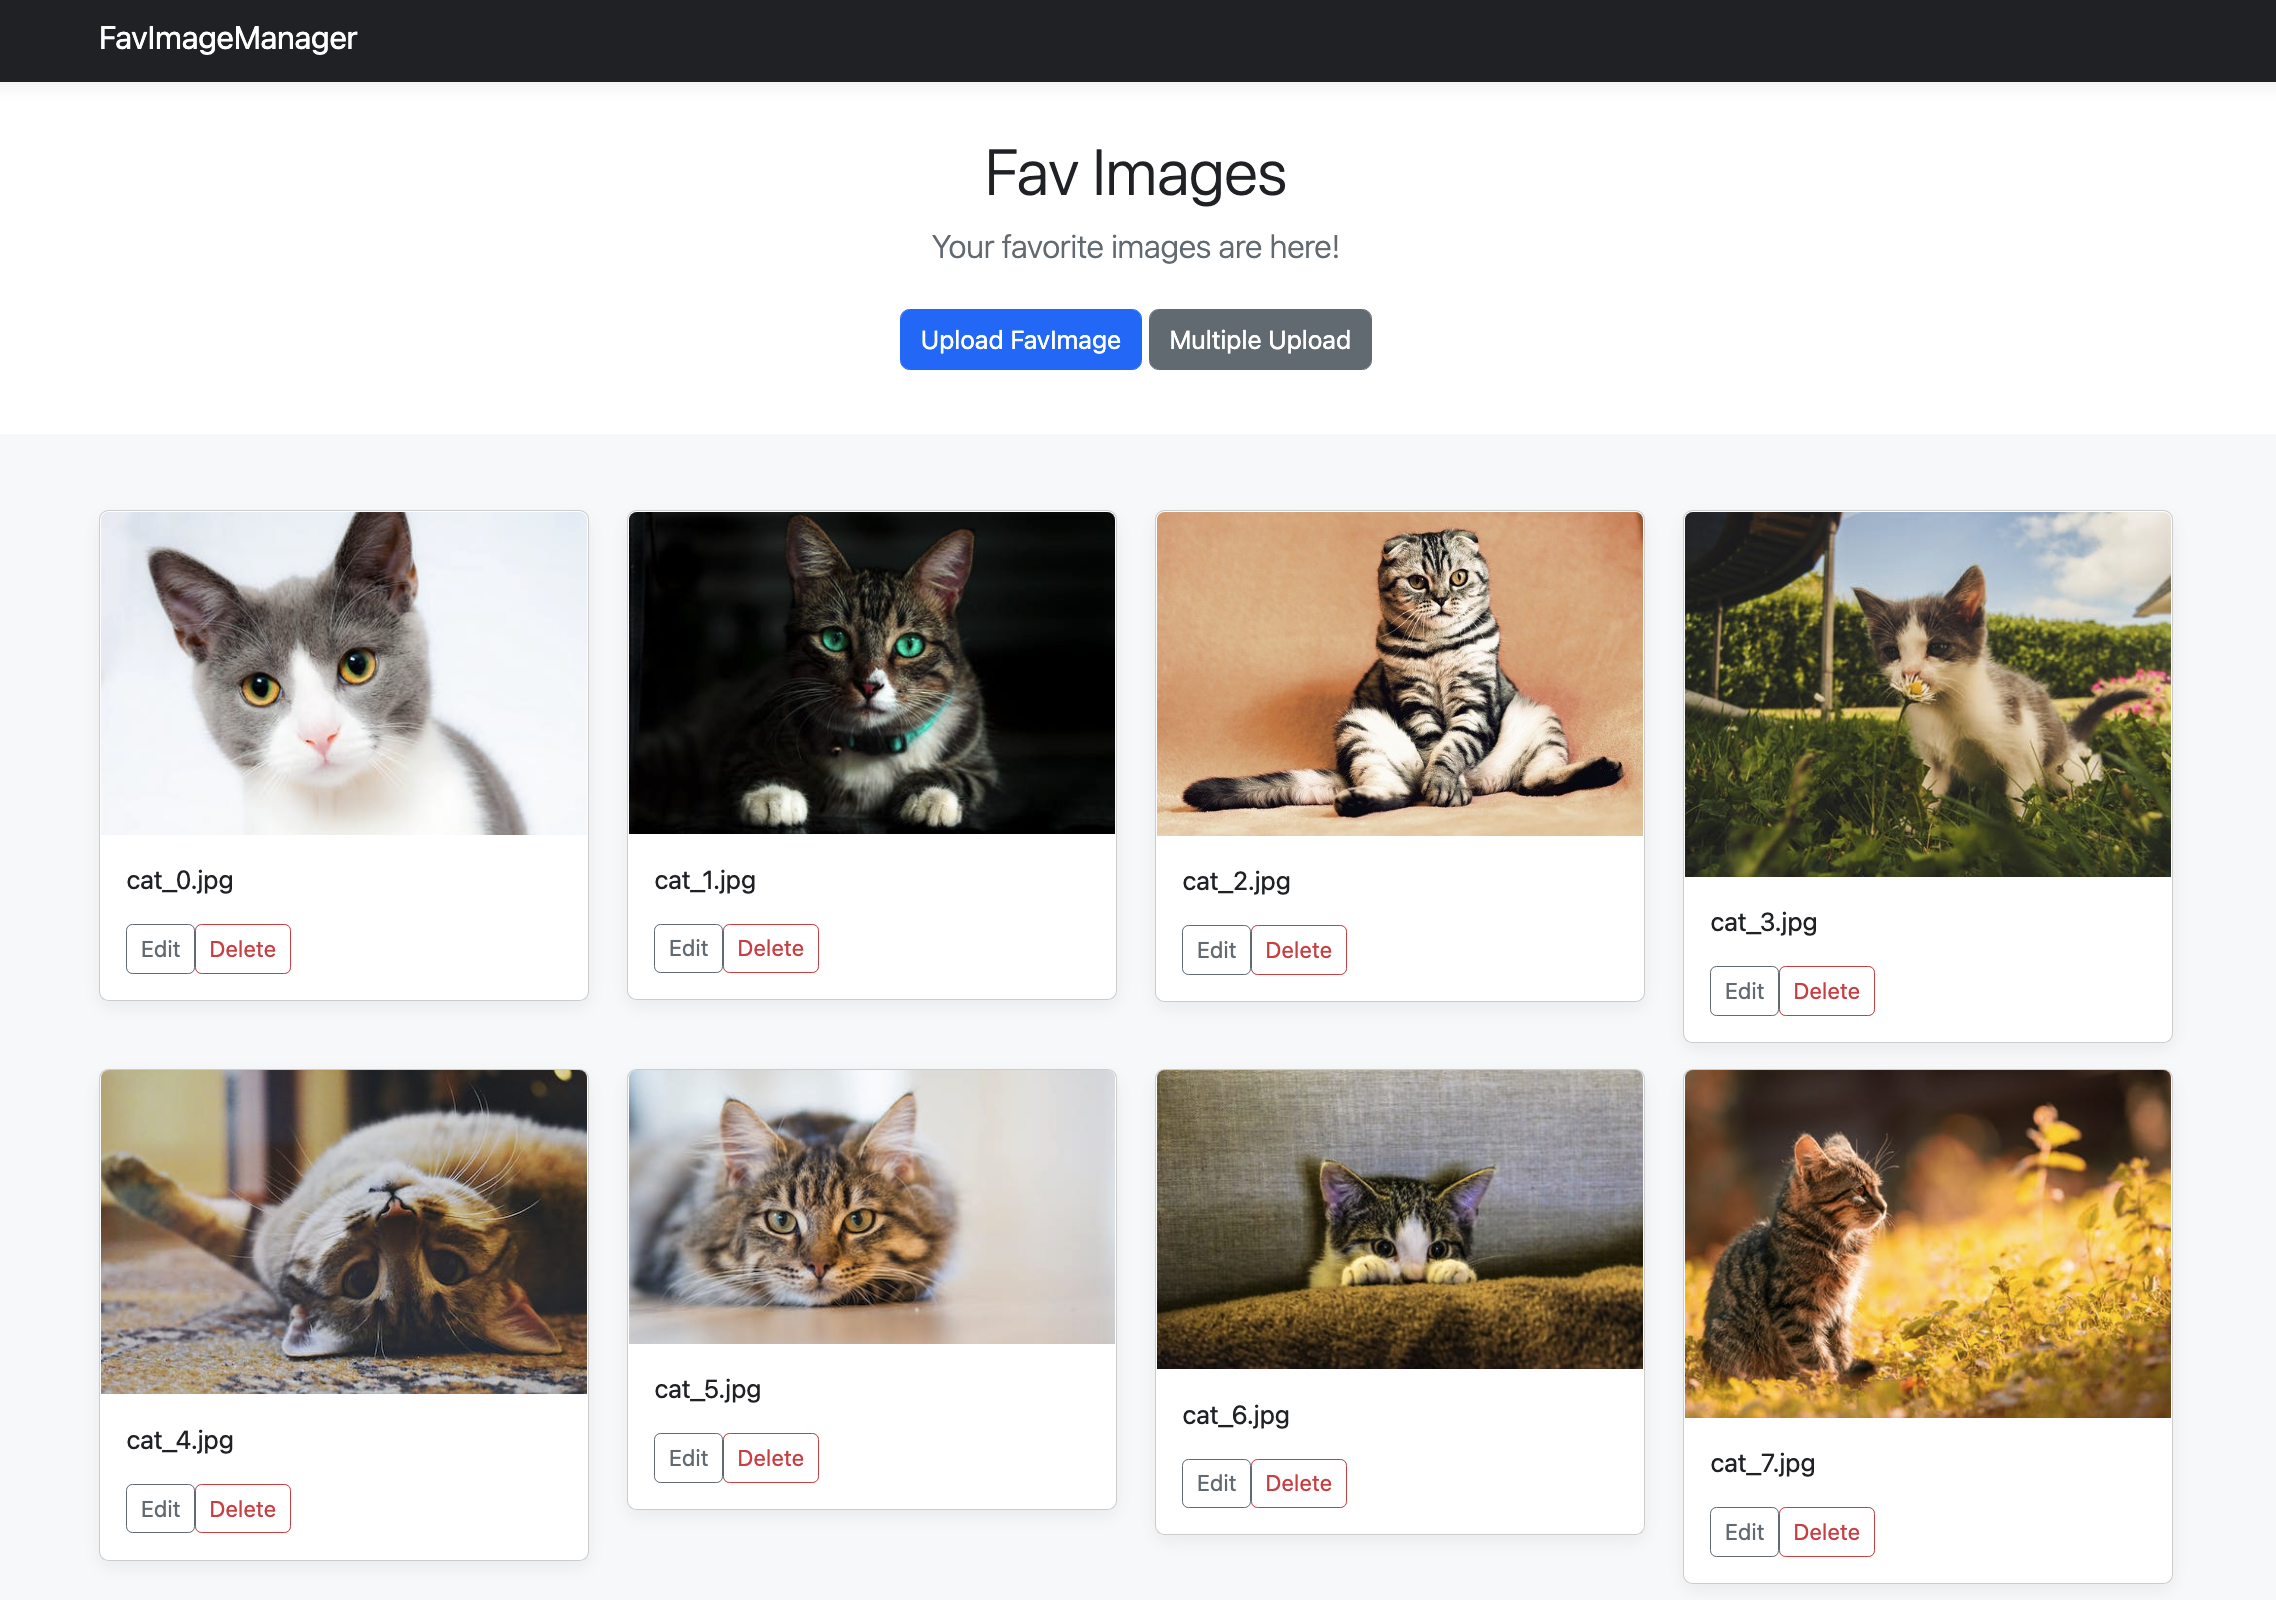 FavImageManager
Fav Images
Your favorite images are here!
Upload FavImage Multiple Upload
cat_0.jpg
Edit Delete
cat_1.jpg
Edit Delete
cat_2.jpg
Edit Delete
cat_3.jpg
Edit Delete
cat_4.jpg
Edit Delete
cat_5.jpg
Edit Delete
cat_6.jpg
Edit Delete
cat_7.jpg
Edit Delete